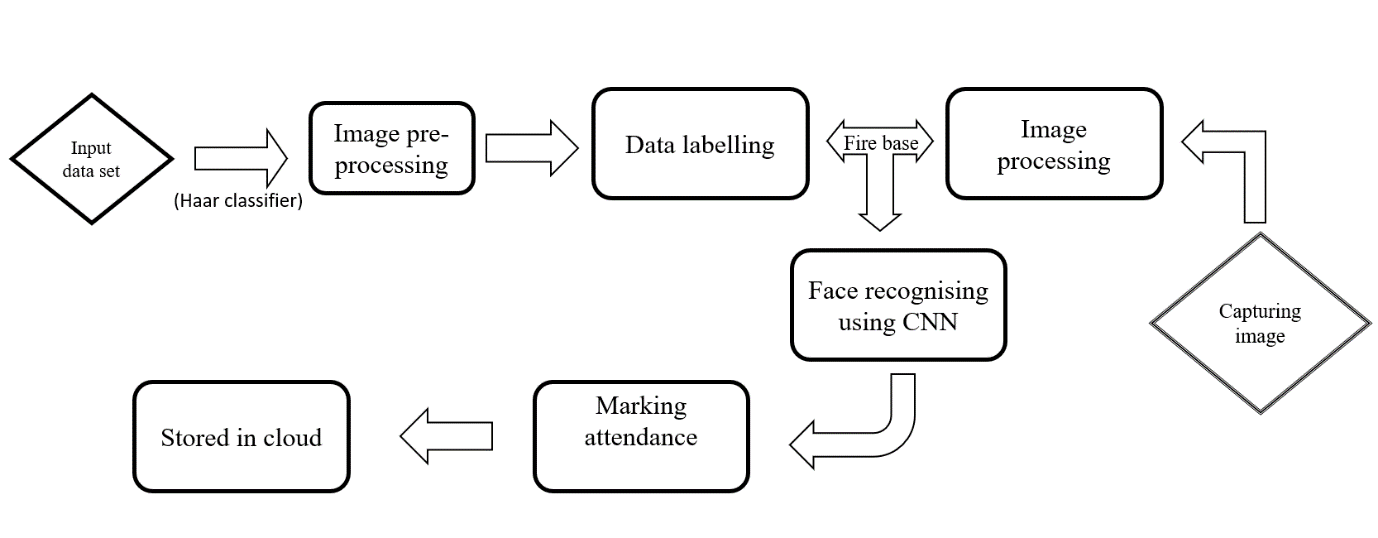 Input
data set
(Haar classifier)
Image pre-
processing
Data labelling
Fire base
Image
processing
Capturing
image
Face recognising
using CNN
Marking
attendance
Stored in cloud